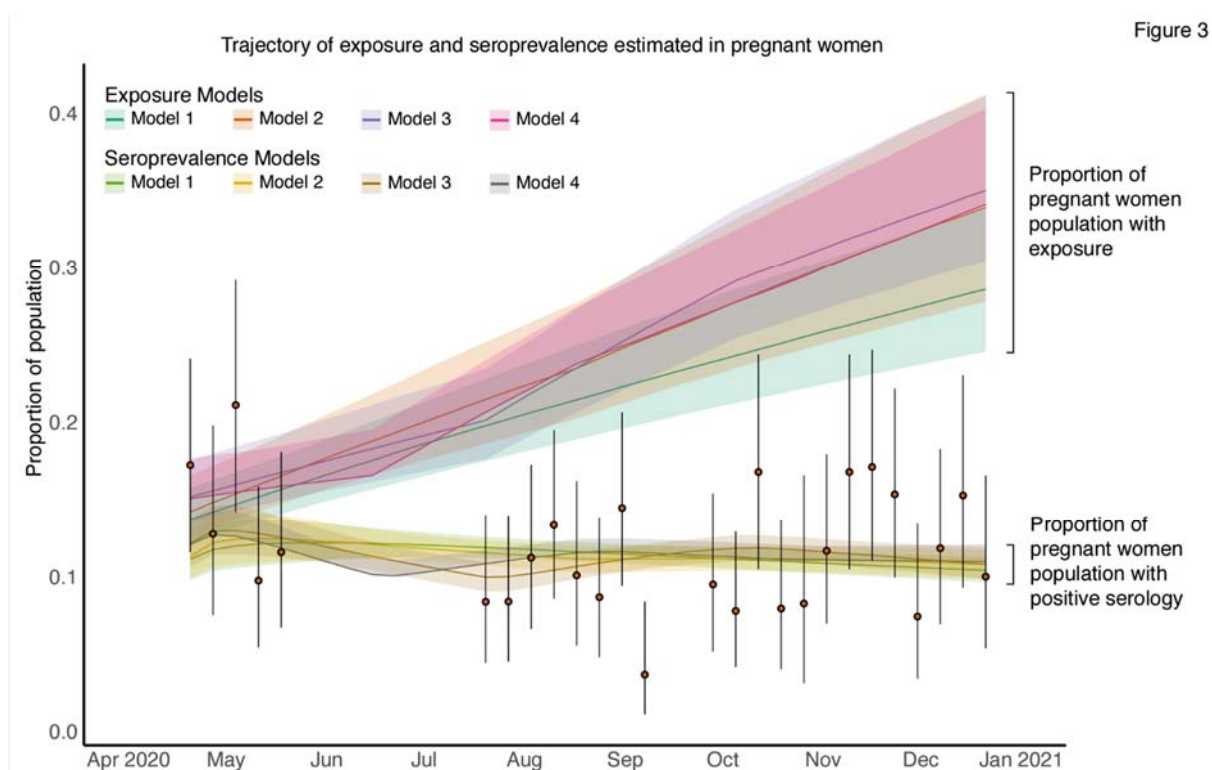 Figure 3
Trajectory of exposure and seroprevalence estimated in pregnant women
Exposure Models
Model 1 Model 2 Model 3 Model 4
Seroprevalence Models
Model 1 Model 2 Model 3 Model 4
Proportion of population
0.4
0.3
0.2
0.1
0.0
Apr 2020 May Jun Jul Aug Sep Oct Nov Dec Jan 2021
Proportion of
pregnant women
population with
exposure
Proportion of
pregnant women
population with
positive serology